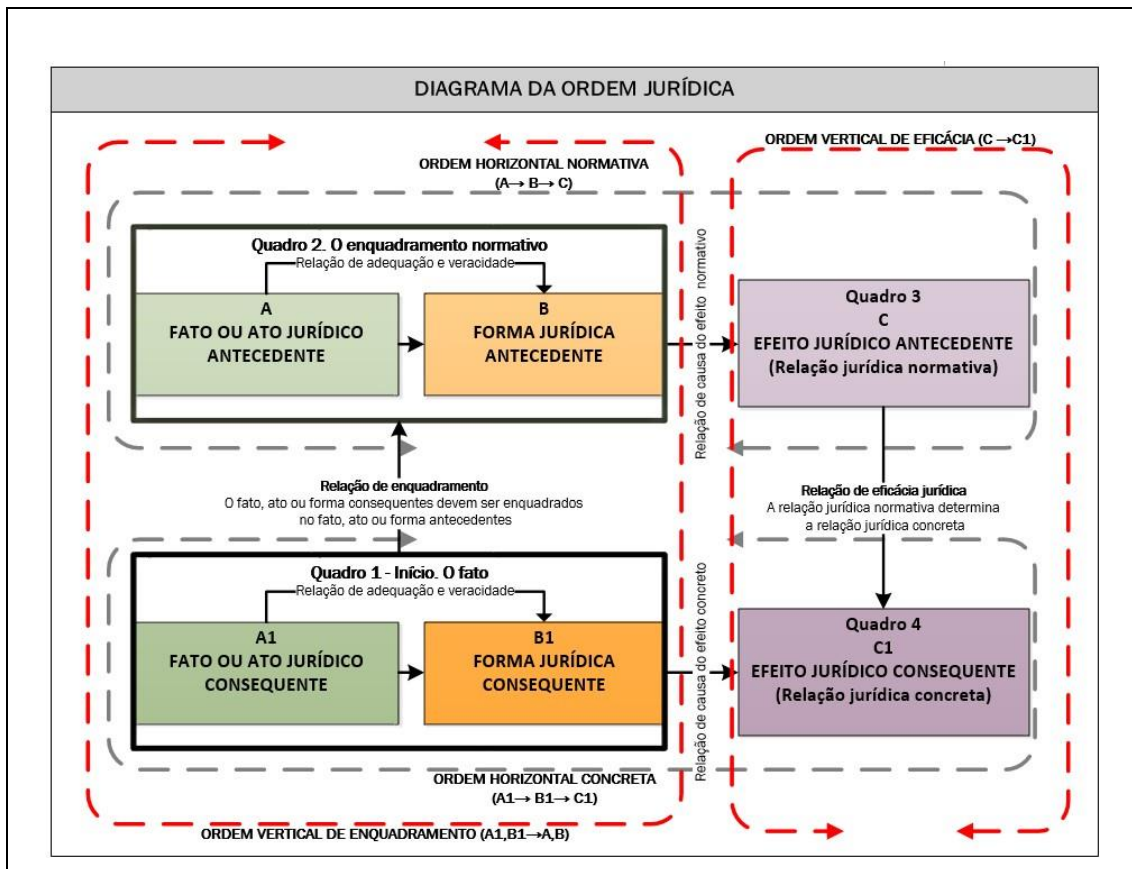 DIAGRAMA DA ORDEM JURÍDICA
ORDEM VERTICAL DE EFICÁCIA (C →C1)
ORDEM HORIZONTAL NORMATIVA
(A→ B→ C)
Quadro 2. O enquadramento normativo
Relação de adequação e veracidade
A
FATO OU ATO JURÍDICO
ANTECEDENTE
B
FORMA JURÍDICA
ANTECEDENTE
Relação de causa do efeito normativo
Quadro 3
C
EFEITO JURÍDICO ANTECEDENTE
(Relação jurídica normativa)
Relação de enquadramento
O fato, ato ou forma consequentes devem ser enquadrados
no fato, ato ou forma antecedentes
Relação de eficácia jurídica
A relação jurídica normativa determina
a relação jurídica concreta
Quadro 1 - Início. O fato
Relação de adequação e veracidade
A1
FATO OU ATO JURÍDICO
CONSEQUENTE
B1
FORMA JURÍDICA
CONSEQUENTE
Relação de causa do efeito concreto
Quadro 4
C1
EFEITO JURÍDICO CONSEQUENTE
(Relação jurídica concreta)
ORDEM HORIZONTAL CONCRETA
(A1→ B1→ C1)
ORDEM VERTICAL DE ENQUADRAMENTO (A1,B1→A,B)